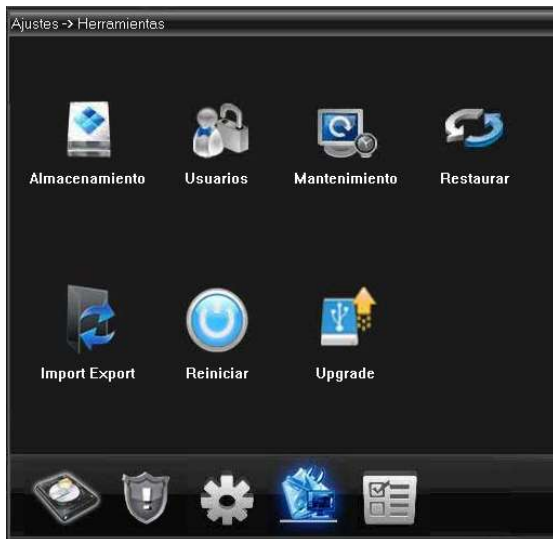 Ajustes -> Herramientas
Almacenamiento Usuarios Mantenimiento Restaurar
Import Export Reiniciar Upgrade